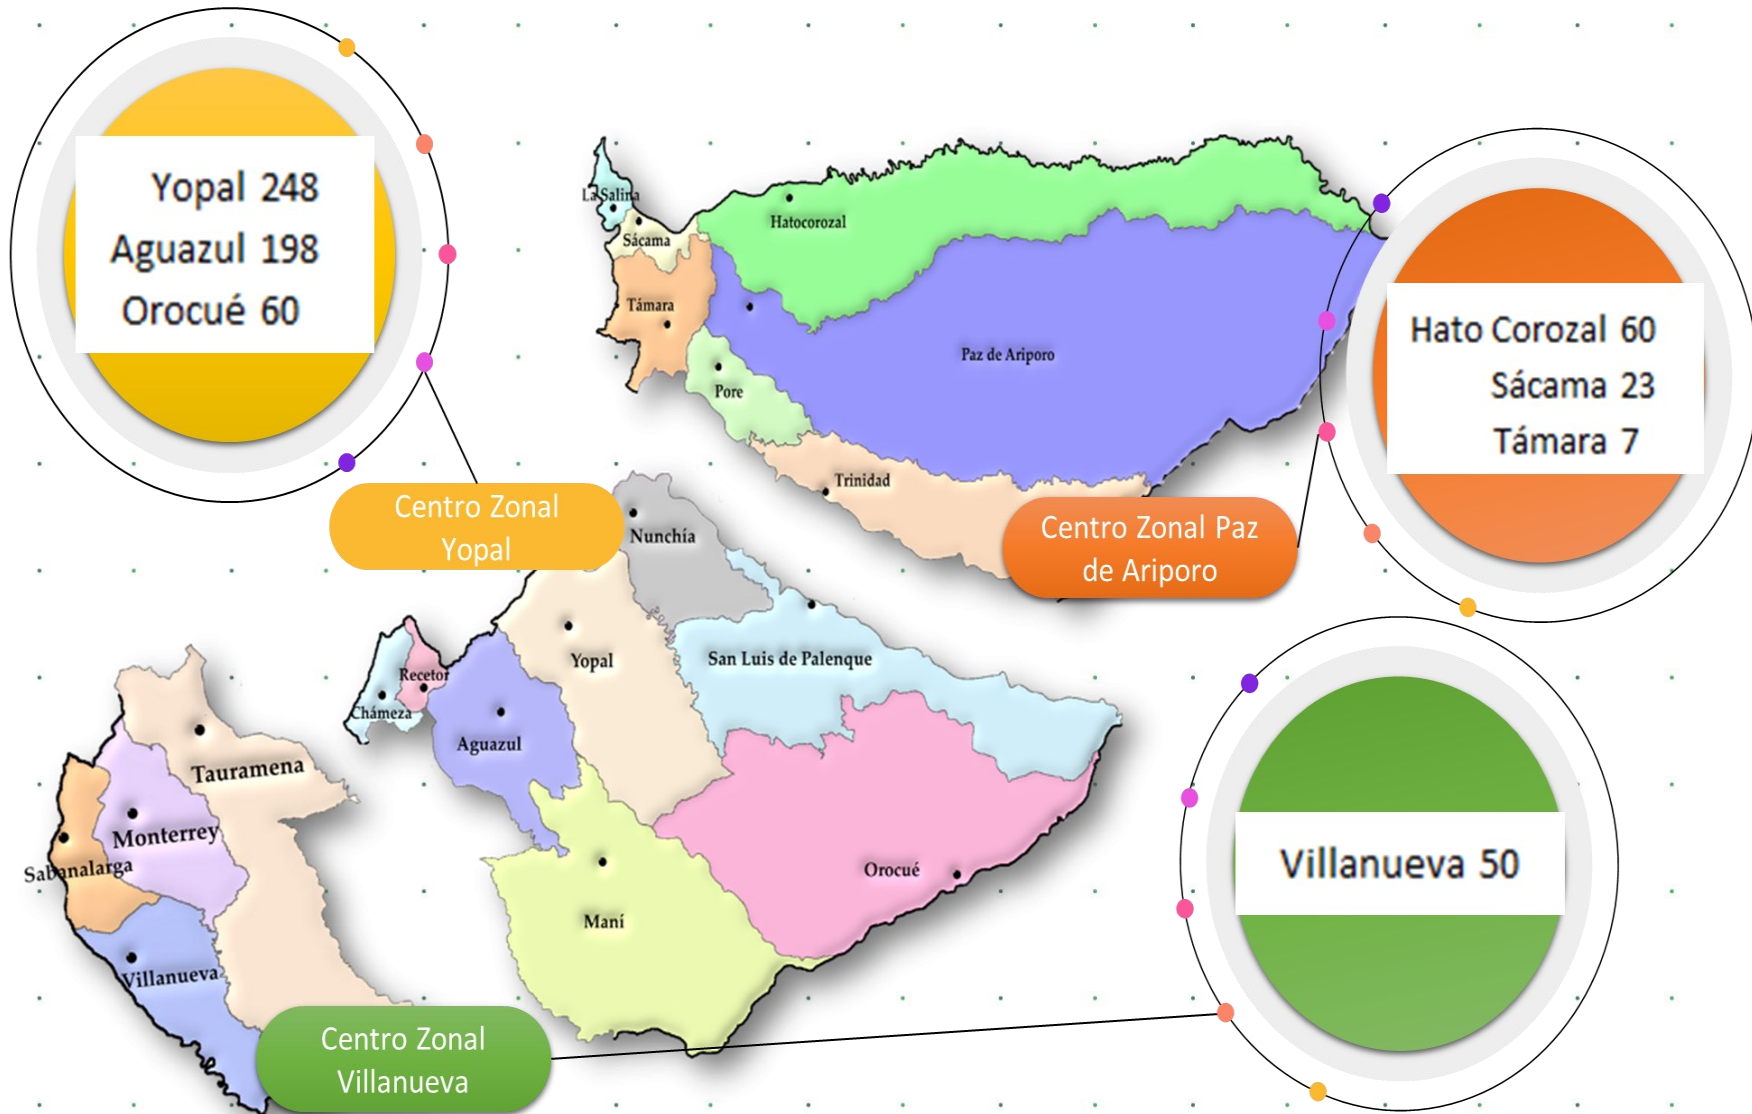 Yopal 248
Aguazul 198
Orocué 60
La Salina
Sácama
Hatocorozal
Támara
Paz de Ariporo
Pore
Trinidad
Hato Corozal 60
Sácama 23
Támara 7
Centro Zonal
Yopal
Centro Zonal Paz
de Ariporo
Nunchía
Yopal
San Luis de Palenque
Recetor
Chámeza
Aguazul
Tauramena
Monterrey
Sabanalarga
Orocué
Maní
Villanueva
Villanueva 50
Centro Zonal
Villanueva